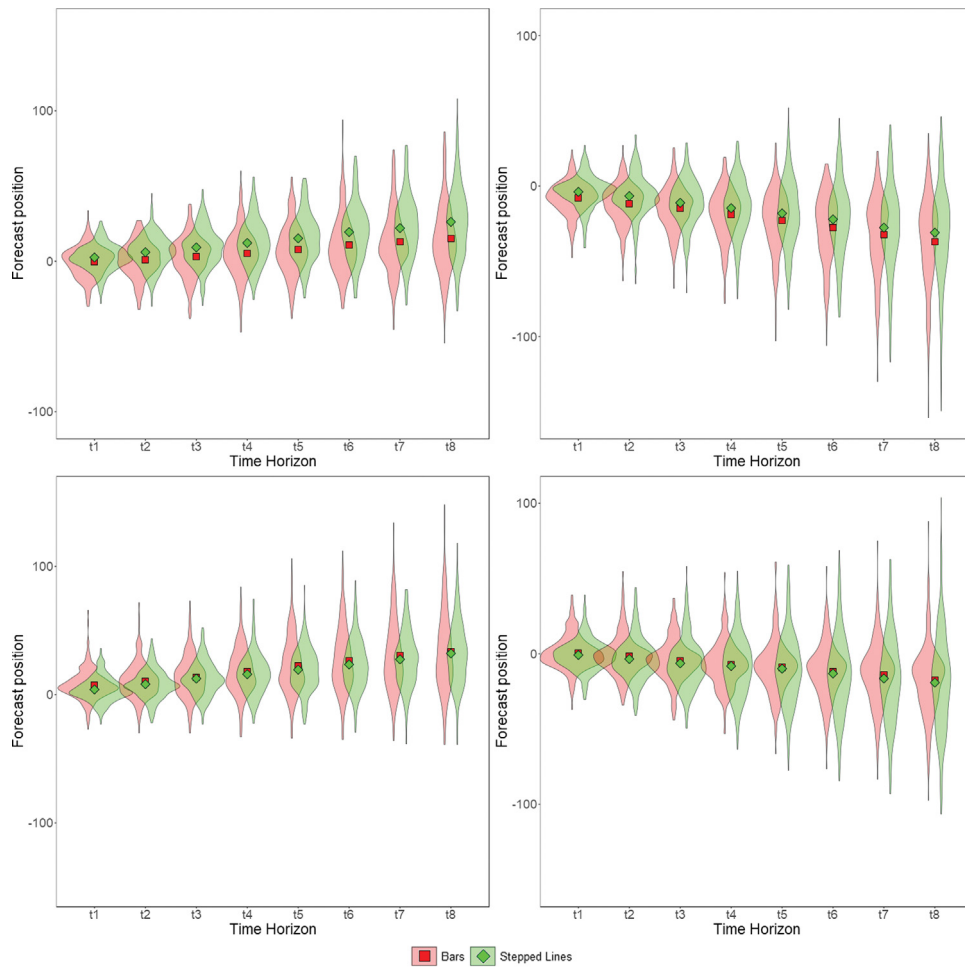 Forecast position
100
0
-100
t1 t2 t3 t4 t5 t6 t7 t8
Time Horizon
Forecast position
100
0
-100
t1 t2 t3 t4 t5 t6 t7 t8
Time Horizon
Forecast position
100
0
-100
t1 t2 t3 t4 t5 t6 t7 t8
Time Horizon
Forecast position
100
0
-100
t1 t2 t3 t4 t5 t6 t7 t8
Time Horizon
Bars Stepped Lines